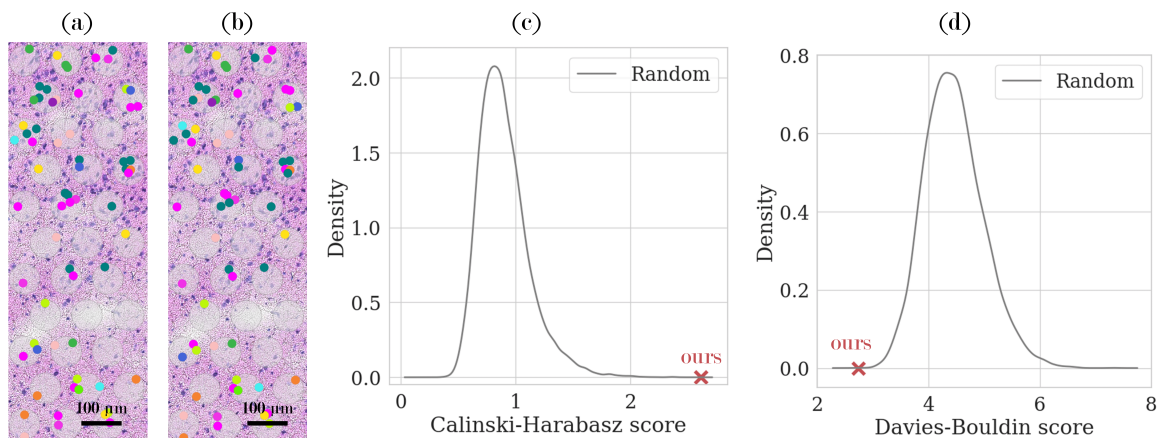 (a) (b) (c) (d)
100 μm
100 μm
Density
2.0
1.5
1.0
0.5
0.0
Random
ours
0 1 2
Calinski-Harabasz score
Density
0.8
0.6
0.4
0.2
0.0
Random
ours
2 4 6 8
Davies-Bouldin score